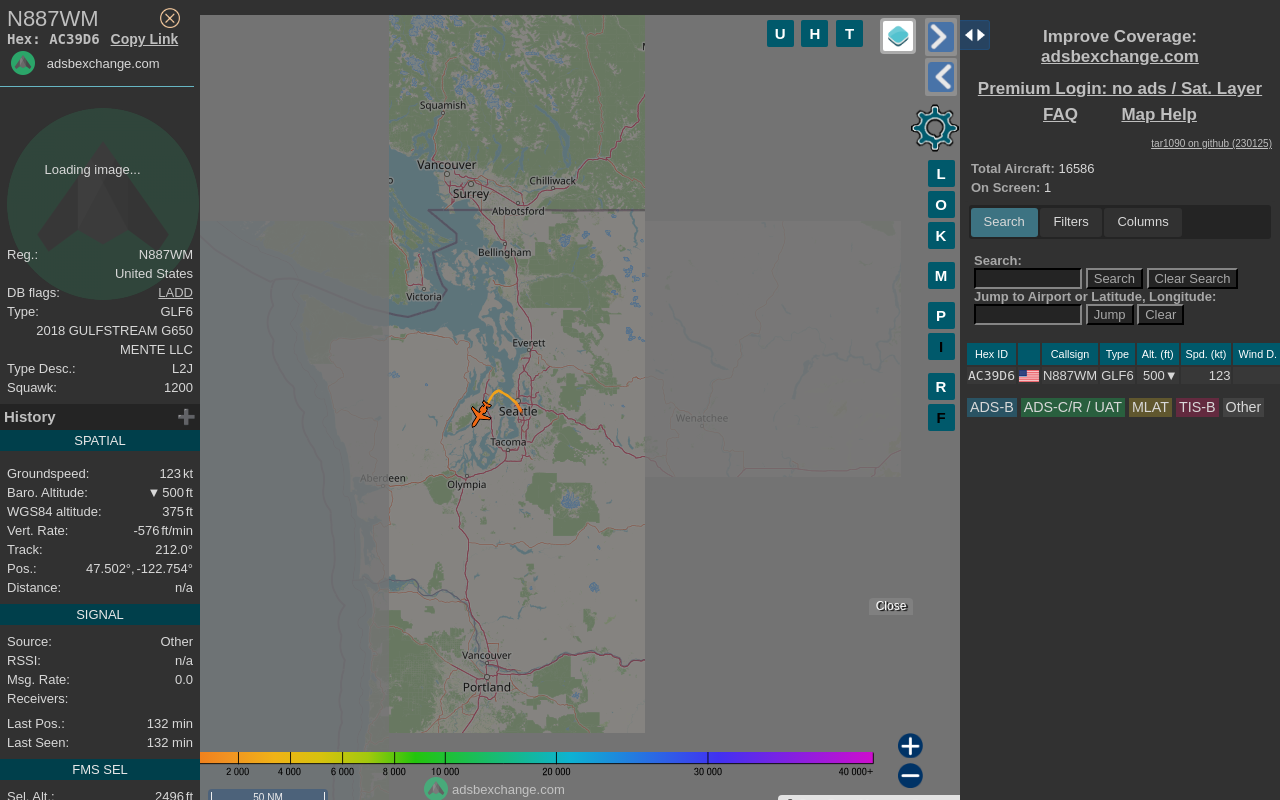 N887WM
Hex: AC39D6 Copy Link
adsbexchange.com
Loading image...
Reg.: N887WM
United States
DB flags: LADD
Type: GLF6
2018 GULFSTREAM G650
MENTE LLC
Type Desc.: L2J
Squawk: 1200
History
SPATIAL
Groundspeed: 123 kt
Baro. Altitude: ▼ 500 ft
WGS84 altitude: 375 ft
Vert. Rate: -576 ft/min
Track: 212.0°
Pos.: 47.502°, -122.754°
Distance: n/a
SIGNAL
Source: Other
RSSI: n/a
Msg. Rate: 0.0
Receivers:
Last Pos.: 132 min
Last Seen: 132 min
FMS SEL
Sel. Alt.: 2496 ft
U H T
Squamish
Vancouver
Surrey
Chilliwack
Abbotsford
Bellingham
Victoria
Everett
Seattle
Wenatchee
Tacoma
Aberdeen
Olympia
Vancouver
Portland
L
O
K
M
P
I
R
F
Close
2 000 4 000 6 000 8 000 10 000 20 000 30 000 40 000+
adsbexchange.com
50 NM
Improve Coverage:
adsbexchange.com
Premium Login: no ads / Sat. Layer
FAQ Map Help
tar1090 on github (230125)
Total Aircraft: 16586
On Screen: 1
Search Filters Columns
Search:
Search Clear Search
Jump to Airport or Latitude, Longitude:
Jump Clear
Hex ID Callsign Type Alt. (ft) Spd. (kt) Wind D.
AC39D6 N887WM GLF6 500▼ 123
ADS-B ADS-C/R / UAT MLAT TIS-B Other